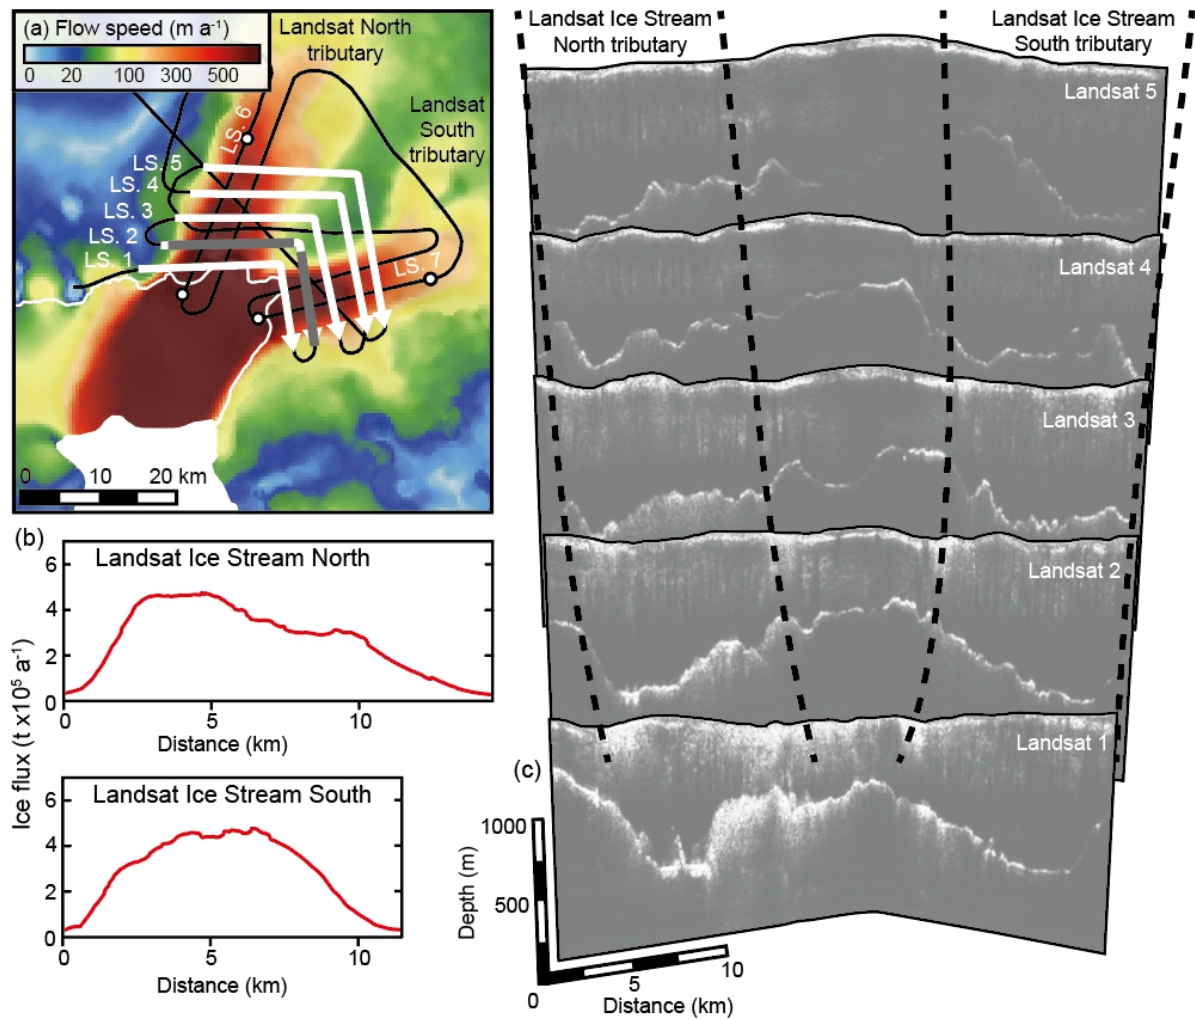 (a) Flow speed (m a⁻¹)
0 20 100 300 500
Landsat North
tributary
Landsat
South
tributary
LS. 6
LS. 5
LS. 4
LS. 3
LS. 2
LS. 1
LS. 7
0 10 20 km
(b)
Landsat Ice Stream North
6
4
2
0
0 5 10
Distance (km)
Ice flux (t x10⁵ a⁻¹)
Landsat Ice Stream South
6
4
2
0
0 5 10
Distance (km)
Landsat Ice Stream
North tributary
Landsat Ice Stream
South tributary
Landsat 5
Landsat 4
Landsat 3
Landsat 2
Landsat 1
(c)
1000
500
0
Depth (m)
5
10
Distance (km)